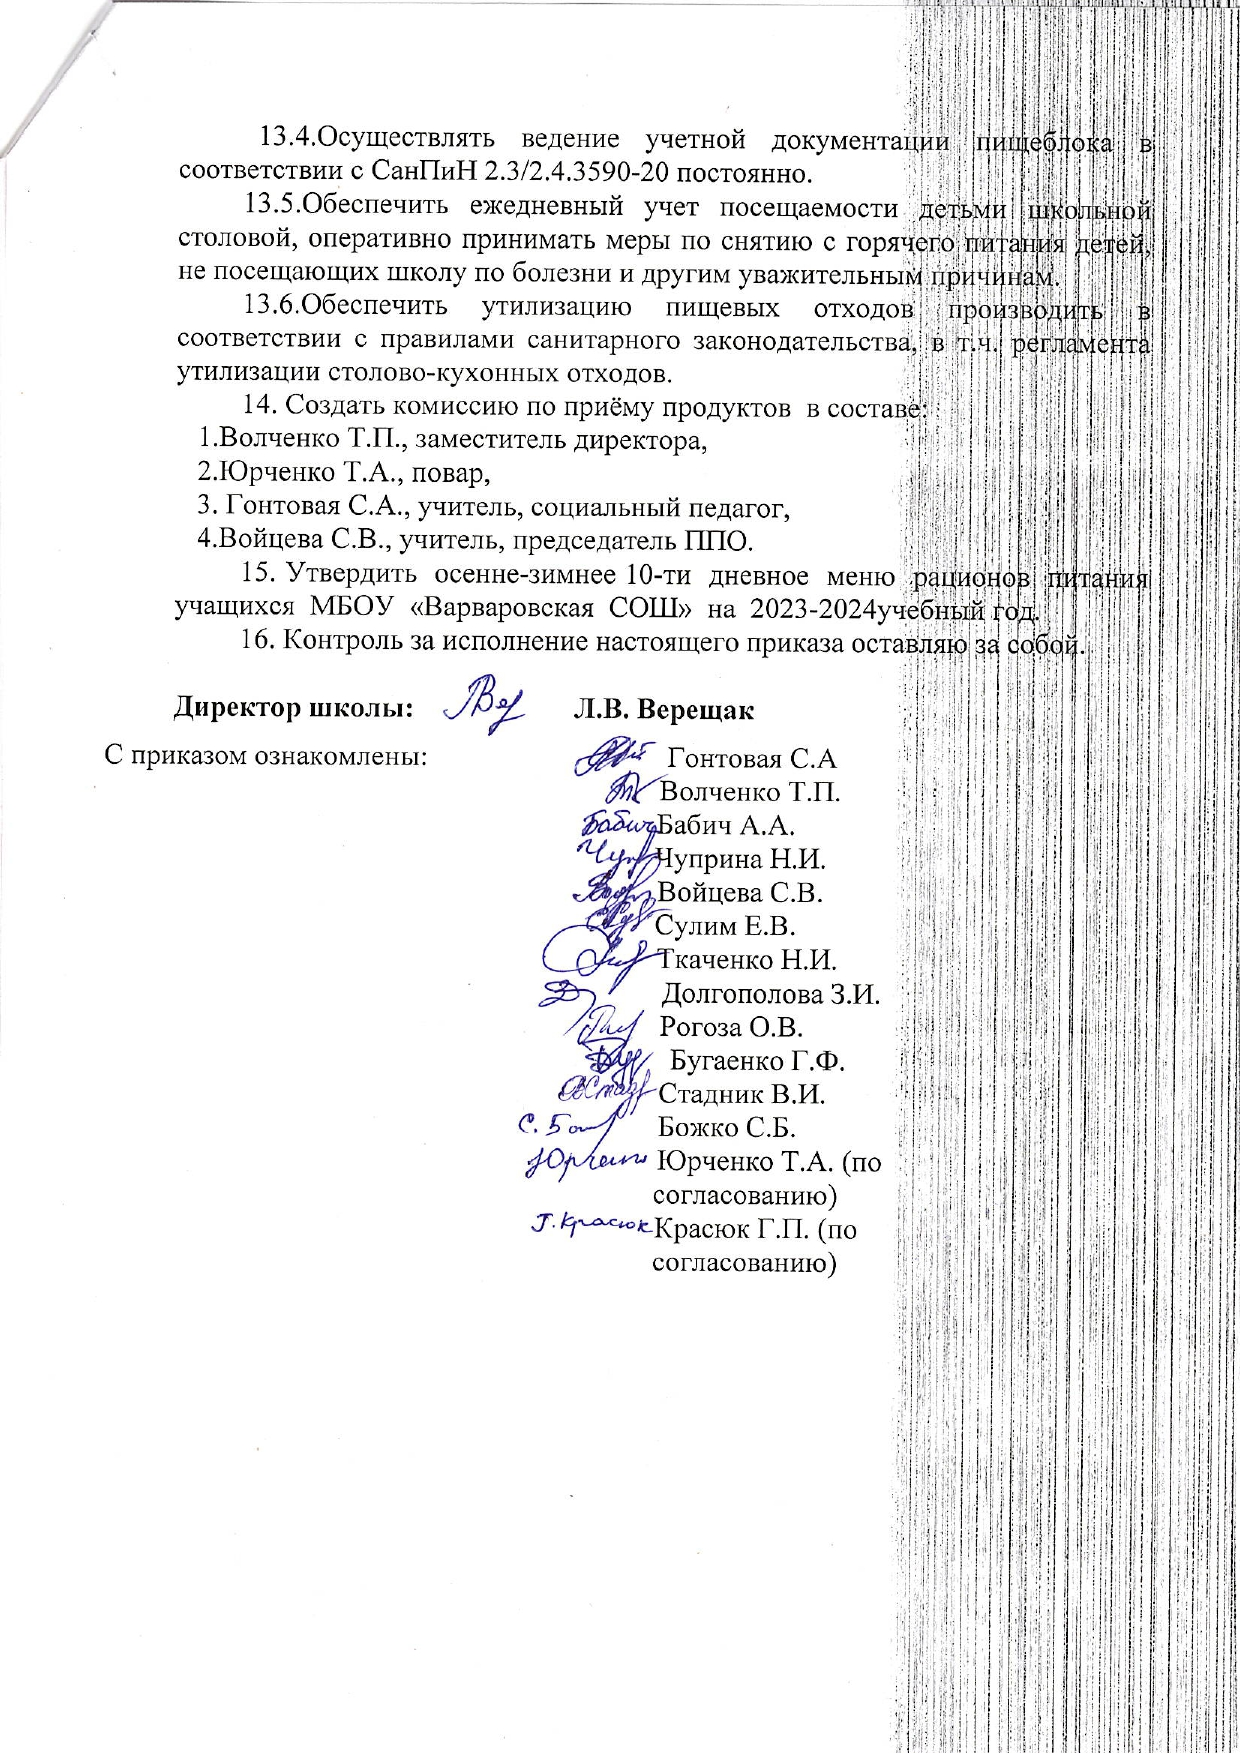 13.4.Осуществлять ведение учетной документации пищеблока в
соответствии с СанПиН 2.3/2.4.3590-20 постоянно.
13.5.Обеспечить ежедневный учет посещаемости детьми школьной
столовой, оперативно принимать меры по снятию с горячего питания детей,
не посещающих школу по болезни и другим уважительным причинам.
13.6.Обеспечить утилизацию пищевых отходов производить в
соответствии с правилами санитарного законодательства, в т.ч. регламента
утилизации столово-кухонных отходов.
14. Создать комиссию по приёму продуктов в составе:
1.Волченко Т.П., заместитель директора,
2.Юрченко Т.А., повар,
3. Гонтовая С.А., учитель, социальный педагог,
4.Войцева С.В., учитель, председатель ППО.
15. Утвердить осенне-зимнее 10-ти дневное меню рационов питания
учащихся МБОУ «Варваровская СОШ» на 2023-2024учебный год.
16. Контроль за исполнение настоящего приказа оставляю за собой.
Директор школы: Л.В. Верещак
С приказом ознакомлены: Гонтовая С.А
Волченко Т.П.
Бабич Бабич А.А.
Чуприна Н.И.
Войцева С.В.
Сулим Е.В.
Ткаченко Н.И.
Долгополова З.И.
Рогоза О.В.
Бугаенко Г.Ф.
Стадник В.И.
Божко С.Б.
Юрченко Т.А. (по
согласованию)
Г.Красюк Красюк Г.П. (по
согласованию)